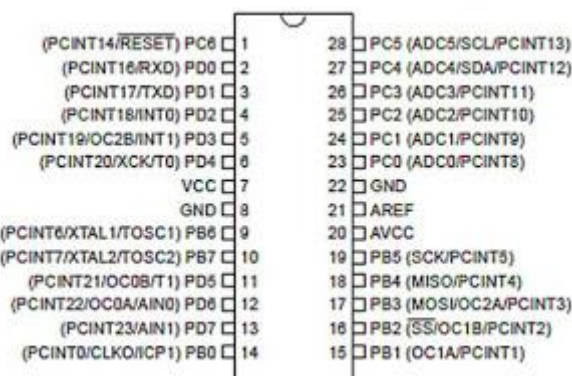 (PCINT14/RESET) PC6 1 28 PC5 (ADC5/SCL/PCINT13)
(PCINT16/RXD) PD0 2 27 PC4 (ADC4/SDA/PCINT12)
(PCINT17/TXD) PD1 3 26 PC3 (ADC3/PCINT11)
(PCINT18/INT0) PD2 4 25 PC2 (ADC2/PCINT10)
(PCINT19/OC2B/INT1) PD3 5 24 PC1 (ADC1/PCINT9)
(PCINT20/XCK/T0) PD4 6 23 PC0 (ADC0/PCINT8)
VCC 7 22 GND
GND 8 21 AREF
(PCINT6/XTAL1/TOSC1) PB6 9 20 AVCC
(PCINT7/XTAL2/TOSC2) PB7 10 19 PB5 (SCK/PCINT5)
(PCINT21/OC0B/T1) PD5 11 18 PB4 (MISO/PCINT4)
(PCINT22/OC0A/AIN0) PD6 12 17 PB3 (MOSI/OC2A/PCINT3)
(PCINT23/AIN1) PD7 13 16 PB2 (SS/OC1B/PCINT2)
(PCINT0/CLKO/ICP1) PB0 14 15 PB1 (OC1A/PCINT1)